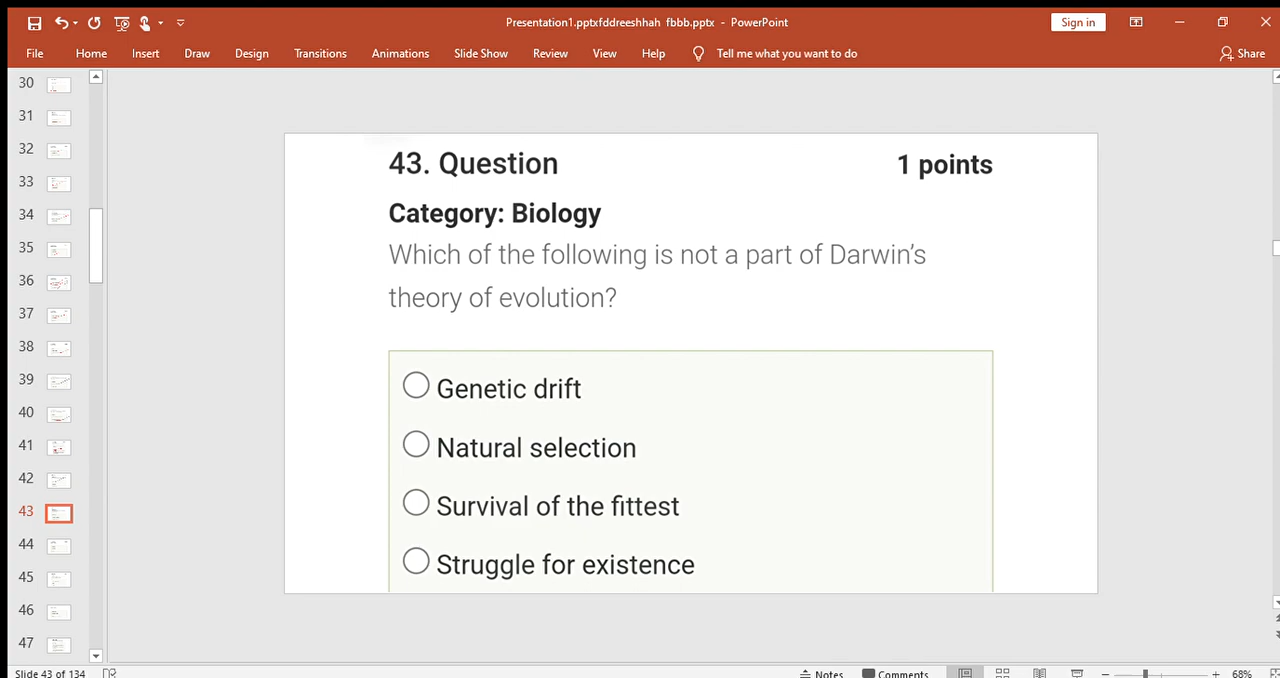 Presentation1.pptxfddreeshhah fbbb.pptx - PowerPoint
Sign in
File Home Insert Draw Design Transitions Animations Slide Show Review View Help Tell me what you want to do Share
30
31
32
33
34
35
36
37
38
39
40
41
42
43
44
45
46
47
43. Question 1 points
Category: Biology
Which of the following is not a part of Darwin's
theory of evolution?
Genetic drift
Natural selection
Survival of the fittest
Struggle for existence
Slide 43 of 134 Notes Comments 68%